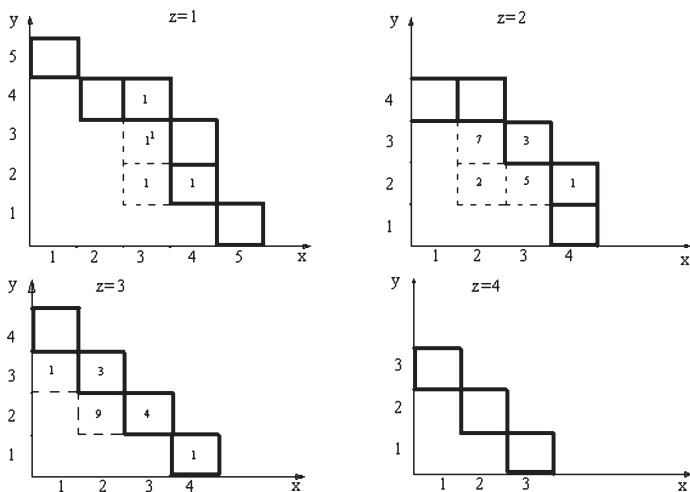 y z=1
5
4 1
3 1¹
2 1 1
1
1 2 3 4 5 x
y z=2
4
3 7 3
2 2 5 1
1
1 2 3 4 x
y z=3
4
3 1 3
2 9 4
1 1
1 2 3 4 x
y z=4
3
2
1
1 2 3 x